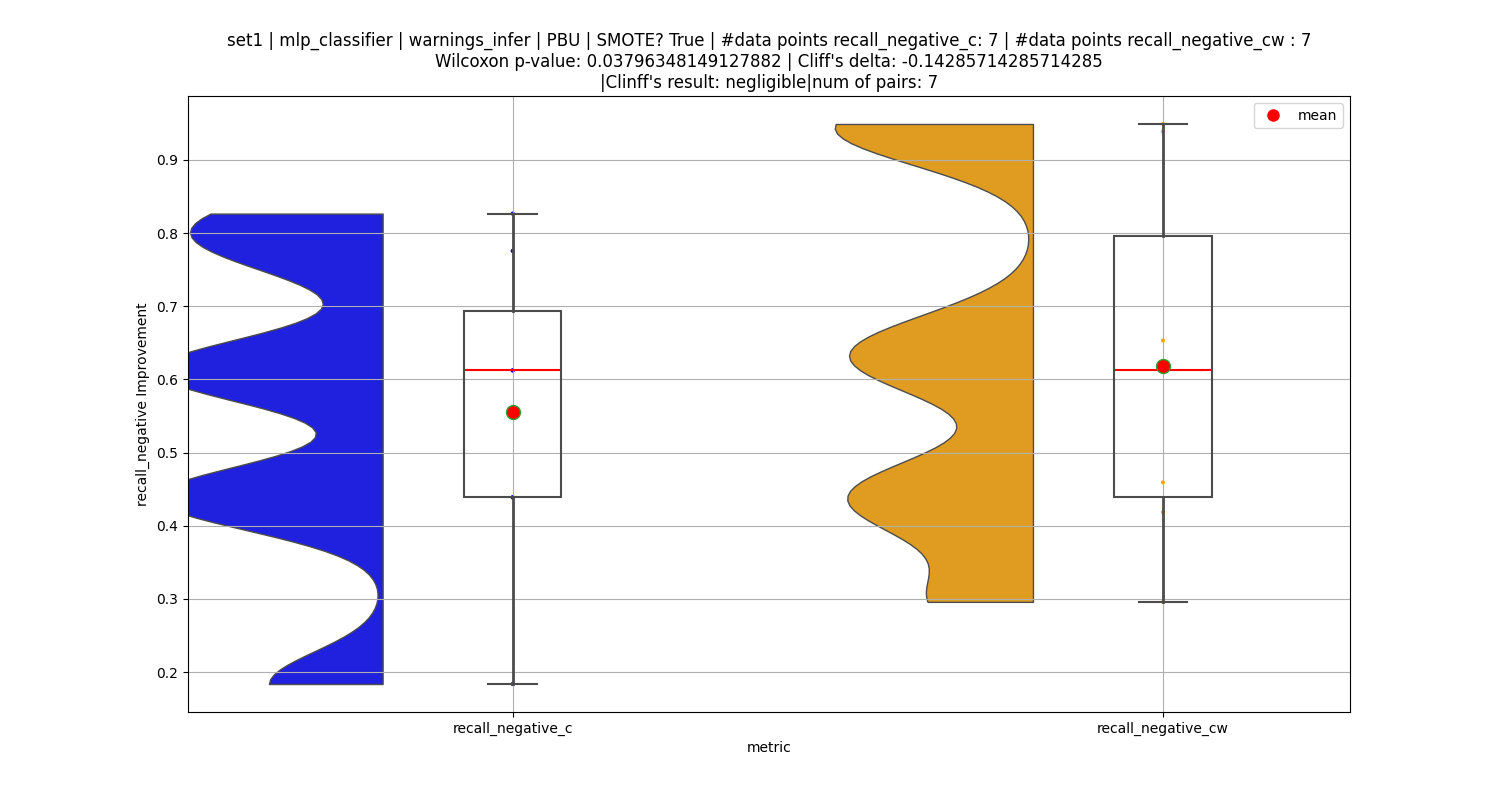 set1 | mlp_classifier | warnings_infer | PBU | SMOTE? True | #data points recall_negative_c: 7 | #data points recall_negative_cw : 7
Wilcoxon p-value: 0.03796348149127882 | Cliff's delta: -0.14285714285714285
|Clinff's result: negligible|num of pairs: 7
mean
0.9
0.8
0.7
0.6
0.5
0.4
0.3
0.2
recall_negative Improvement
recall_negative_c
recall_negative_cw
metric